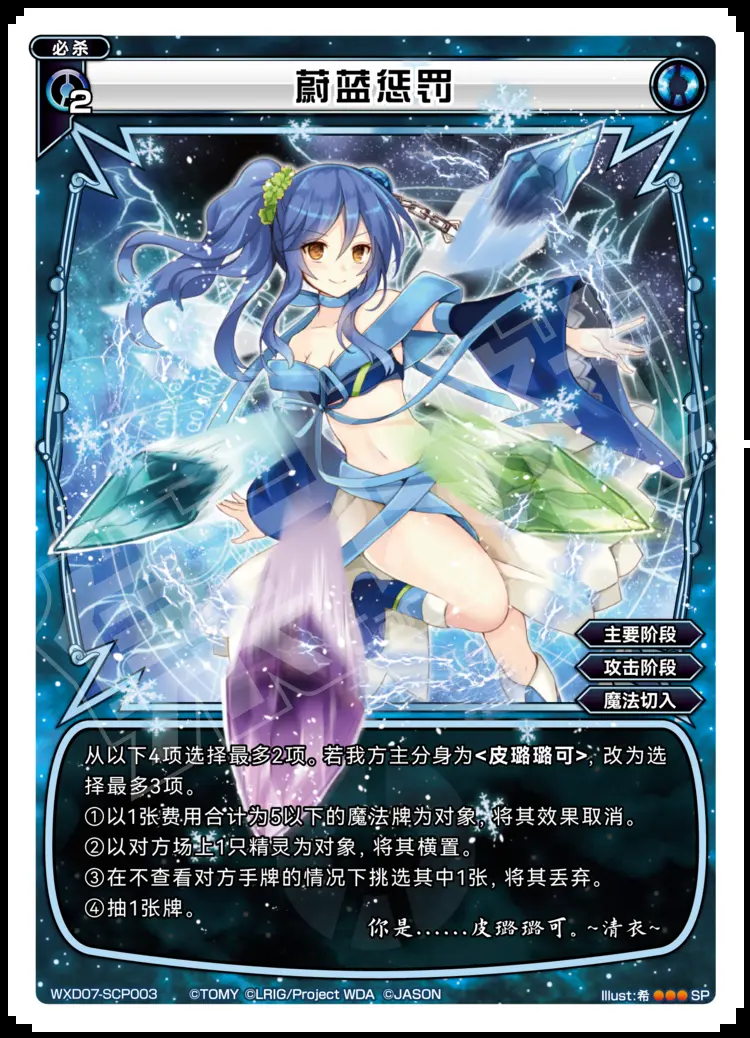 必杀
蔚蓝惩罚
2
主要阶段
攻击阶段
魔法切入
从以下4项选择最多2项。若我方主分身为<皮璐璐可>，改为选
择最多3项。
①以1张费用合计为5以下的魔法牌为对象，将其效果取消。
②以对方场上1只精灵为对象，将其横置。
③在不查看对方手牌的情况下挑选其中1张，将其丢弃。
④抽1张牌。
你是......皮璐璐可。~清衣~
WXD07-SCP003 ©TOMY ©LRIG/Project WDA ©JASON Illust:希 SP